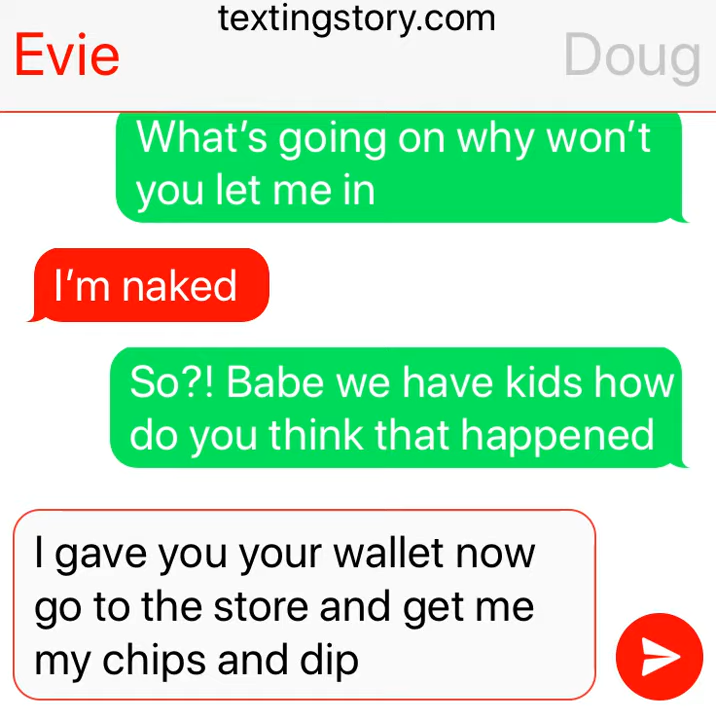 textingstory.com
Evie
Doug
What’s going on why won’t
you let me in
I’m naked
So?! Babe we have kids how
do you think that happened
I gave you your wallet now
go to the store and get me
my chips and dip